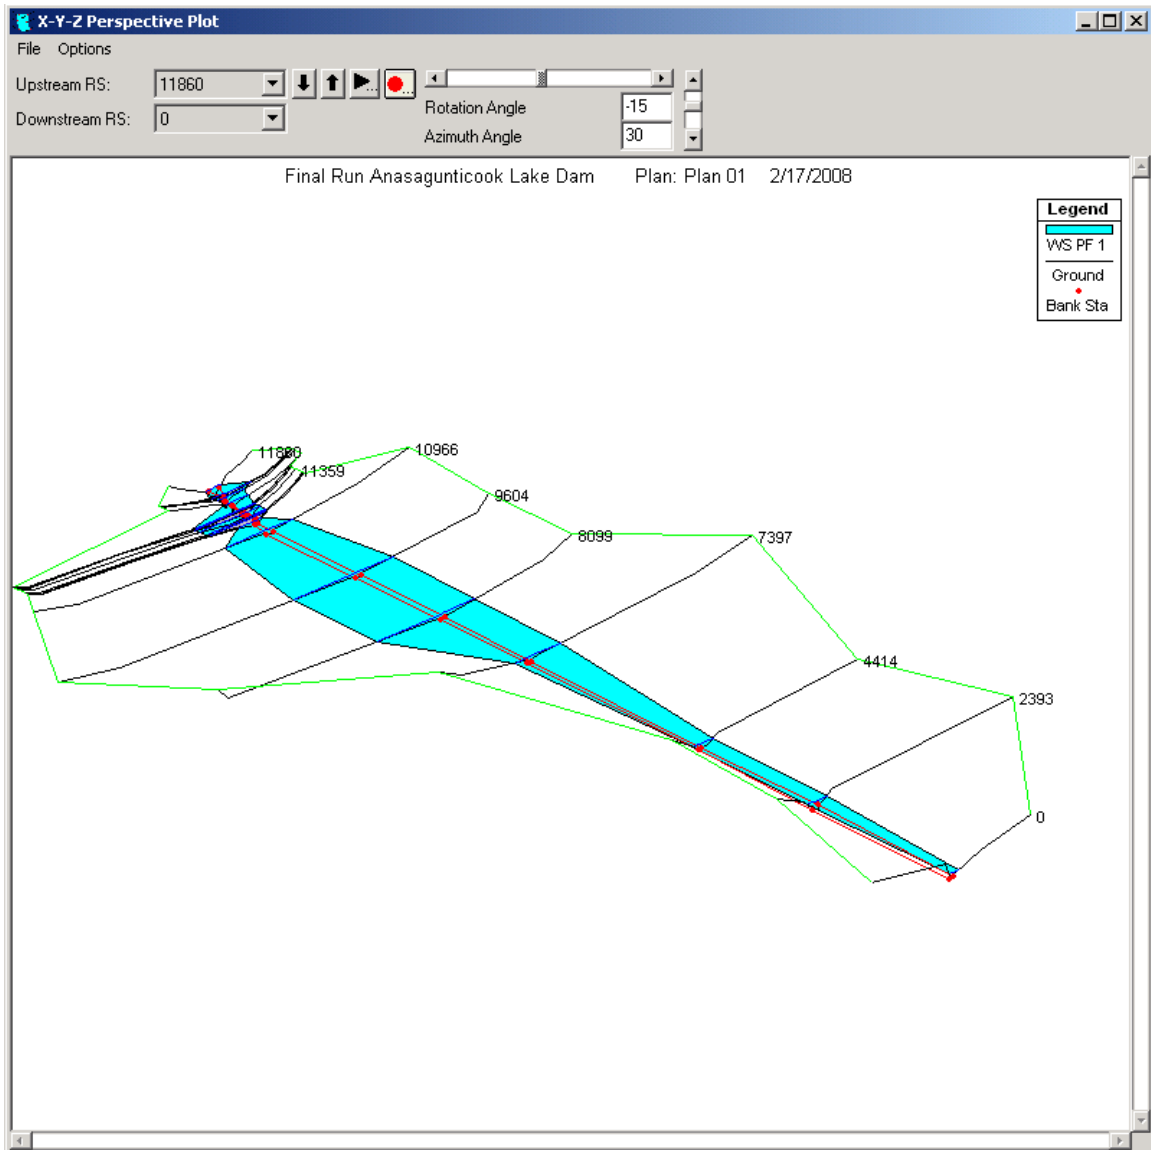 X-Y-Z Perspective Plot
File Options
Upstream RS: 11860
Downstream RS: 0
Rotation Angle -15
Azimuth Angle 30
Final Run Anasagunticook Lake Dam Plan: Plan 01 2/17/2008
Legend
WS PF 1
Ground
Bank Sta
11860
11359
10966
9604
8099
7397
4414
2393
0